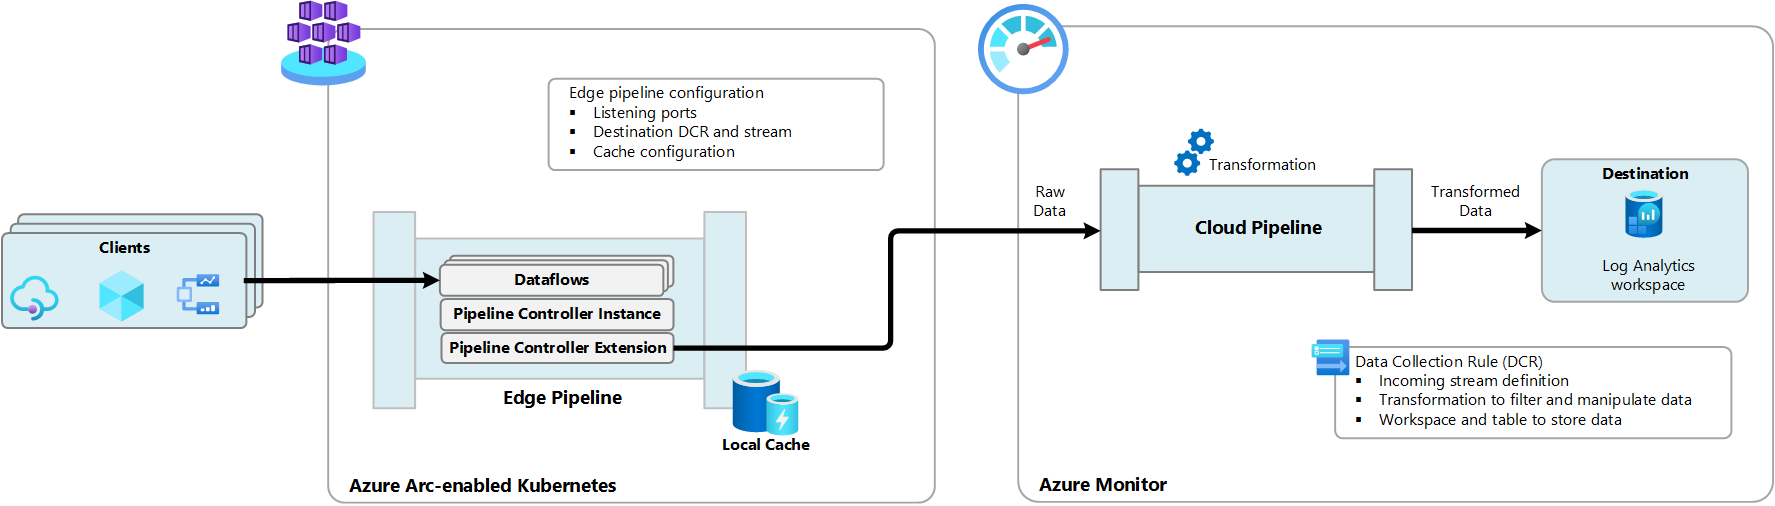 Edge pipeline configuration
▪ Listening ports
▪ Destination DCR and stream
▪ Cache configuration
Clients
Dataflows
Pipeline Controller Instance
Pipeline Controller Extension
Edge Pipeline
Local Cache
Azure Arc-enabled Kubernetes
Raw
Data
Transformation
Cloud Pipeline
Transformed
Data
Destination
Log Analytics
workspace
Data Collection Rule (DCR)
▪ Incoming stream definition
▪ Transformation to filter and manipulate data
▪ Workspace and table to store data
Azure Monitor